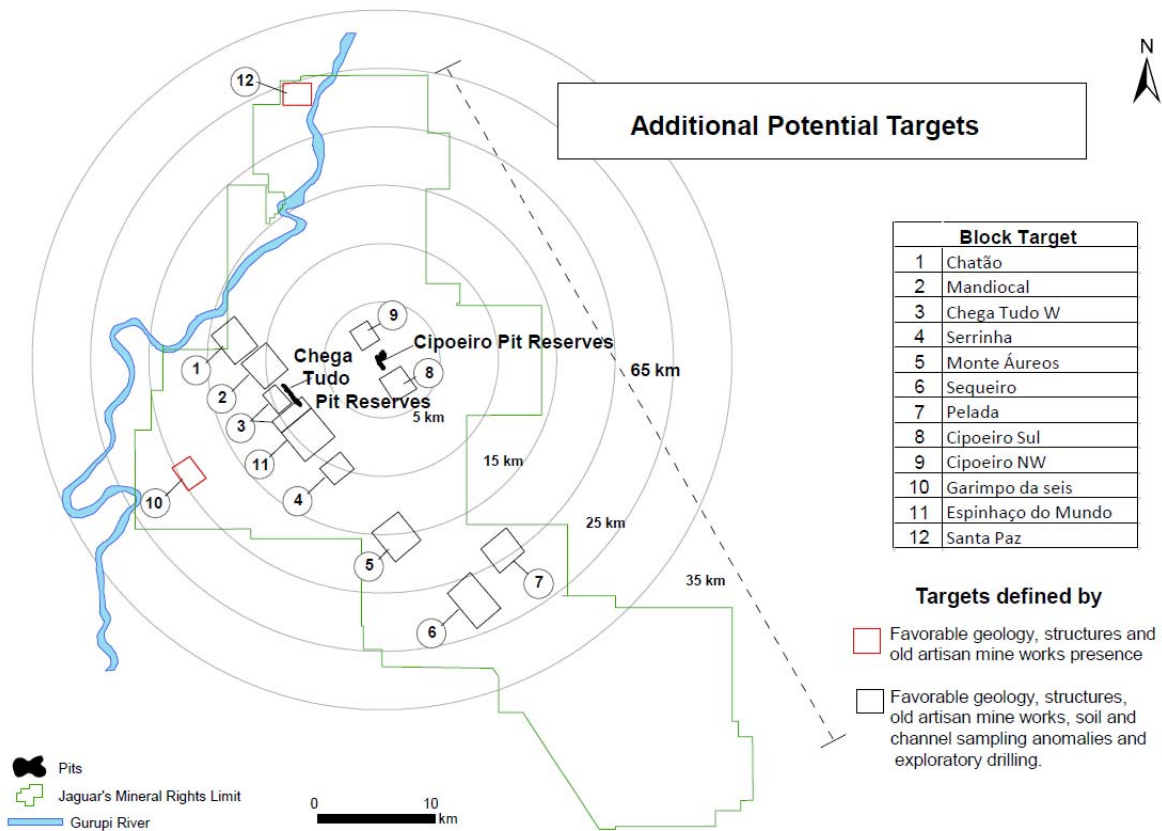 N
Additional Potential Targets
12
Block Target
1 Chatão
2 Mandiocal
3 Chega Tudo W
4 Serrinha
5 Monte Áureos
6 Sequeiro
7 Pelada
8 Cipoeiro Sul
9 Cipoeiro NW
10 Garimpo da seis
11 Espinhaço do Mundo
12 Santa Paz
9
Cipoeiro Pit Reserves
Chega
Tudo
Pit Reserves
1
2
8
65 km
5 km
3
11
15 km
10
4
25 km
5
7
35 km
6
Targets defined by
Favorable geology, structures and
old artisan mine works presence
Favorable geology, structures,
old artisan mine works, soil and
channel sampling anomalies and
exploratory drilling.
Pits
Jaguar's Mineral Rights Limit
Gurupi River
0 10
km